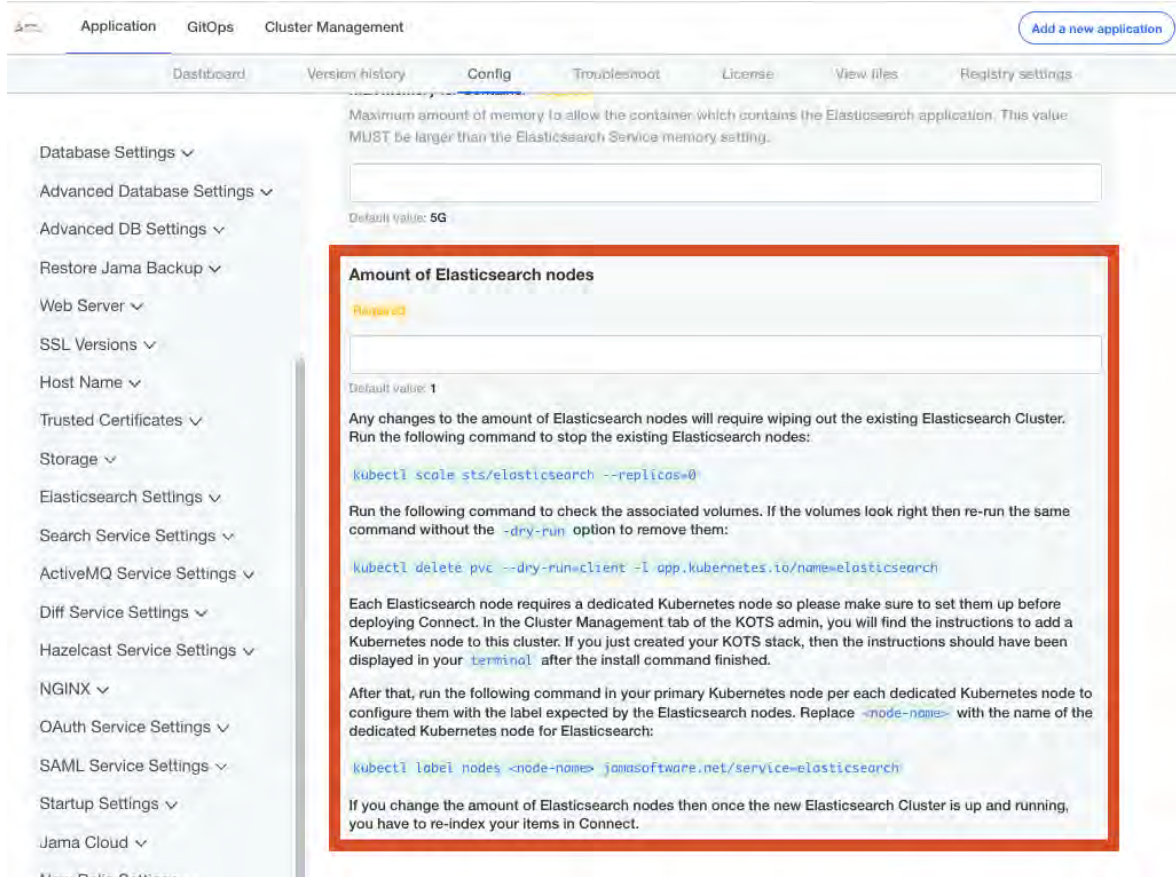 Application GitOps Cluster Management Add a new application
Dashboard Version history Config Troubleshoot License View files Registry settings
Maximum amount of memory to allow the container which contains the Elasticsearch application. This value
MUST be larger than the Elasticsearch Service memory setting.
Default value: 5G
Database Settings
Advanced Database Settings
Advanced DB Settings
Restore Jama Backup
Web Server
SSL Versions
Host Name
Trusted Certificates
Storage
Elasticsearch Settings
Search Service Settings
ActiveMQ Service Settings
Diff Service Settings
Hazelcast Service Settings
NGINX
OAuth Service Settings
SAML Service Settings
Startup Settings
Jama Cloud
Amount of Elasticsearch nodes
Required
Default value: 1
Any changes to the amount of Elasticsearch nodes will require wiping out the existing Elasticsearch Cluster.
Run the following command to stop the existing Elasticsearch nodes:
kubectl scale sts/elasticsearch --replicas=0
Run the following command to check the associated volumes. If the volumes look right then re-run the same
command without the -dry-run option to remove them:
kubectl delete pvc --dry-run=client -l app.kubernetes.io/name=elasticsearch
Each Elasticsearch node requires a dedicated Kubernetes node so please make sure to set them up before
deploying Connect. In the Cluster Management tab of the KOTS admin, you will find the instructions to add a
Kubernetes node to this cluster. If you just created your KOTS stack, then the instructions should have been
displayed in your terminal after the install command finished.
After that, run the following command in your primary Kubernetes node per each dedicated Kubernetes node to
configure them with the label expected by the Elasticsearch nodes. Replace <node-name> with the name of the
dedicated Kubernetes node for Elasticsearch:
kubectl label nodes <node-name> jamasoftware.net/service=elasticsearch
If you change the amount of Elasticsearch nodes then once the new Elasticsearch Cluster is up and running,
you have to re-index your items in Connect.